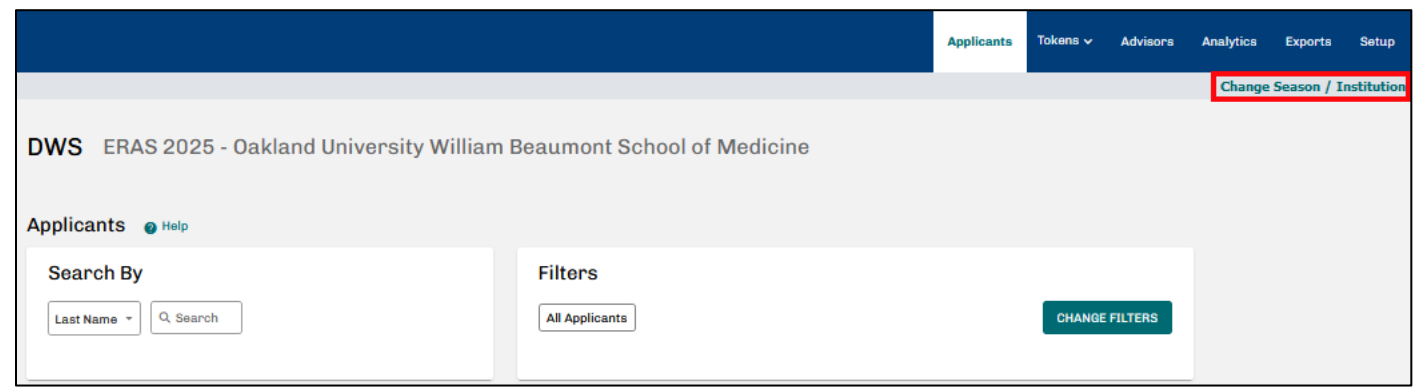 Applicants Tokens Advisors Analytics Exports Setup
Change Season / Institution
DWS ERAS 2025 - Oakland University William Beaumont School of Medicine
Applicants Help
Search By
Last Name Search
Filters
All Applicants CHANGE FILTERS